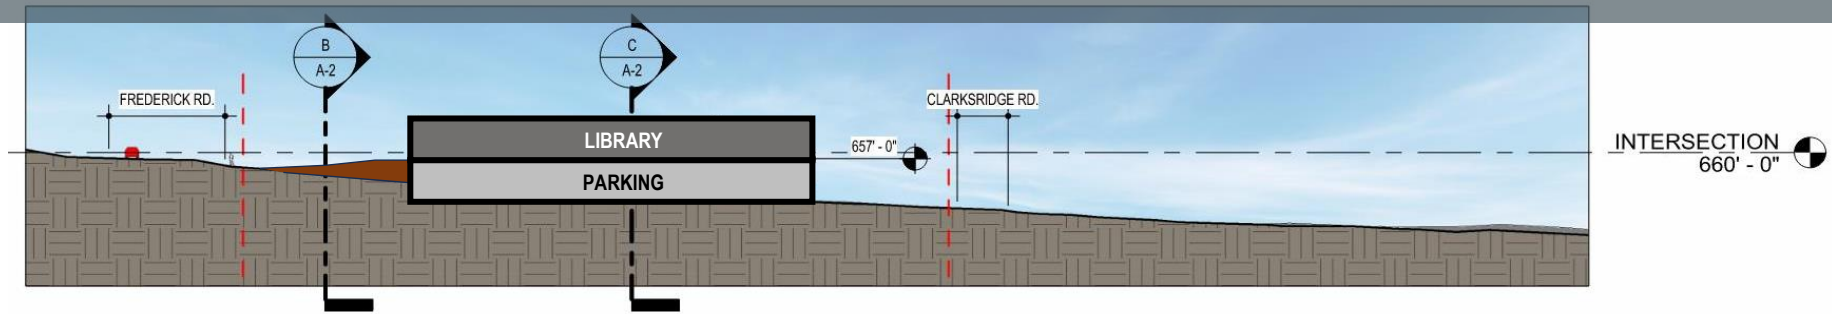 B
A-2
C
A-2
FREDERICK RD.
CLARKSRIDGE RD.
LIBRARY
657' - 0"
INTERSECTION
660' - 0"
PARKING